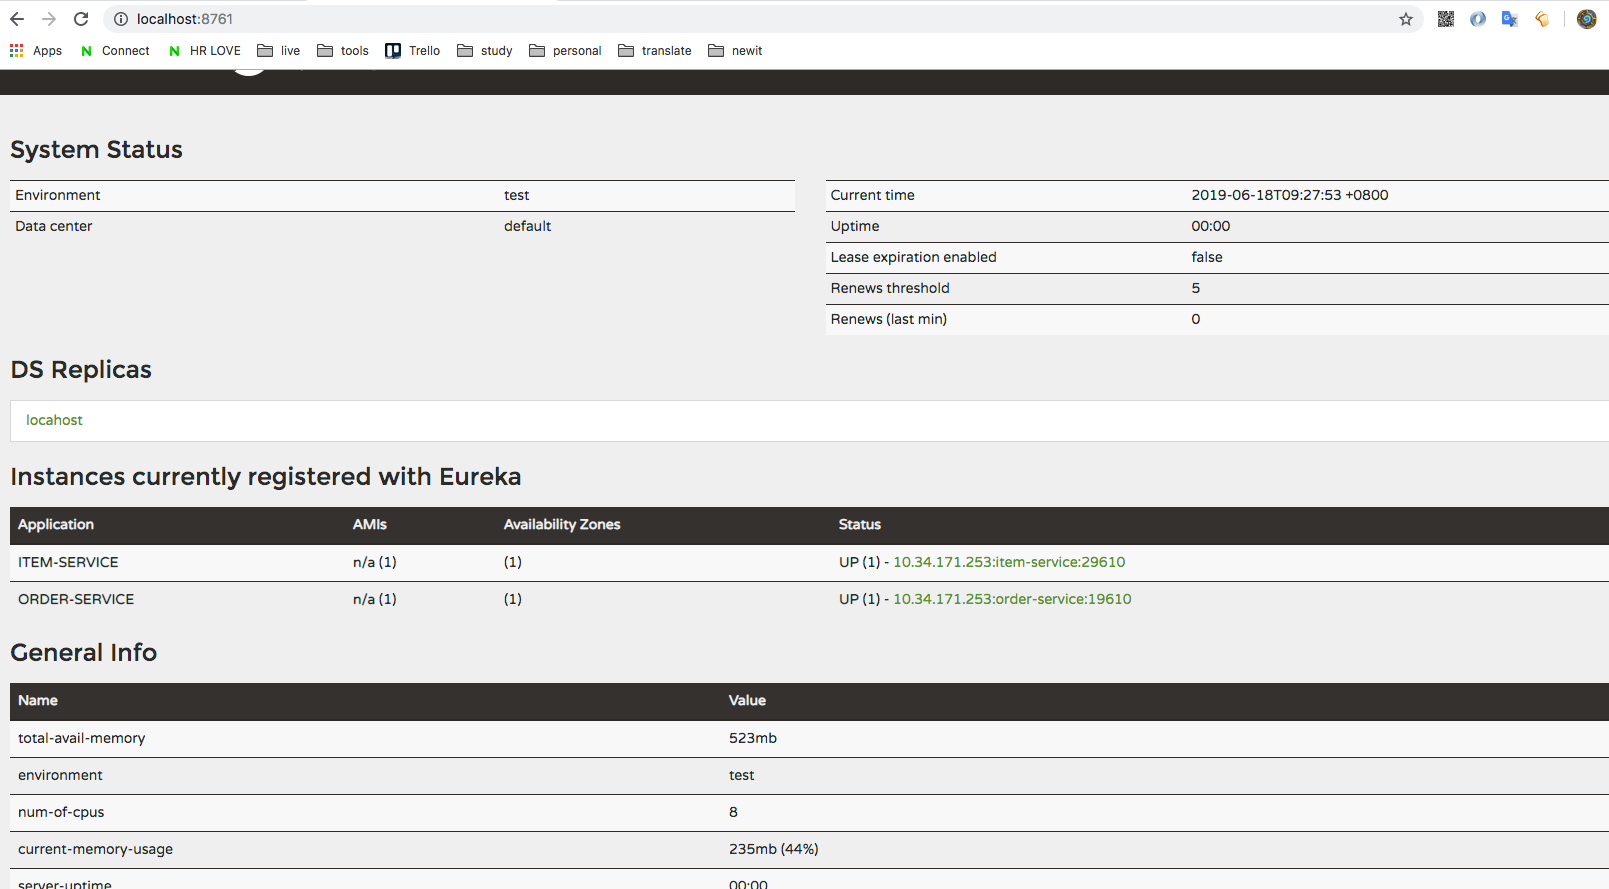 localhost:8761
Apps Connect HR LOVE live tools Trello study personal translate newit
System Status
Environment test
Data center default
Current time 2019-06-18T09:27:53 +0800
Uptime 00:00
Lease expiration enabled false
Renews threshold 5
Renews (last min) 0
DS Replicas
locahost
Instances currently registered with Eureka
Application AMIs Availability Zones Status
ITEM-SERVICE n/a (1) (1) UP (1) - 10.34.171.253:item-service:29610
ORDER-SERVICE n/a (1) (1) UP (1) - 10.34.171.253:order-service:19610
General Info
Name Value
total-avail-memory 523mb
environment test
num-of-cpus 8
current-memory-usage 235mb (44%)
server-uptime 00:00